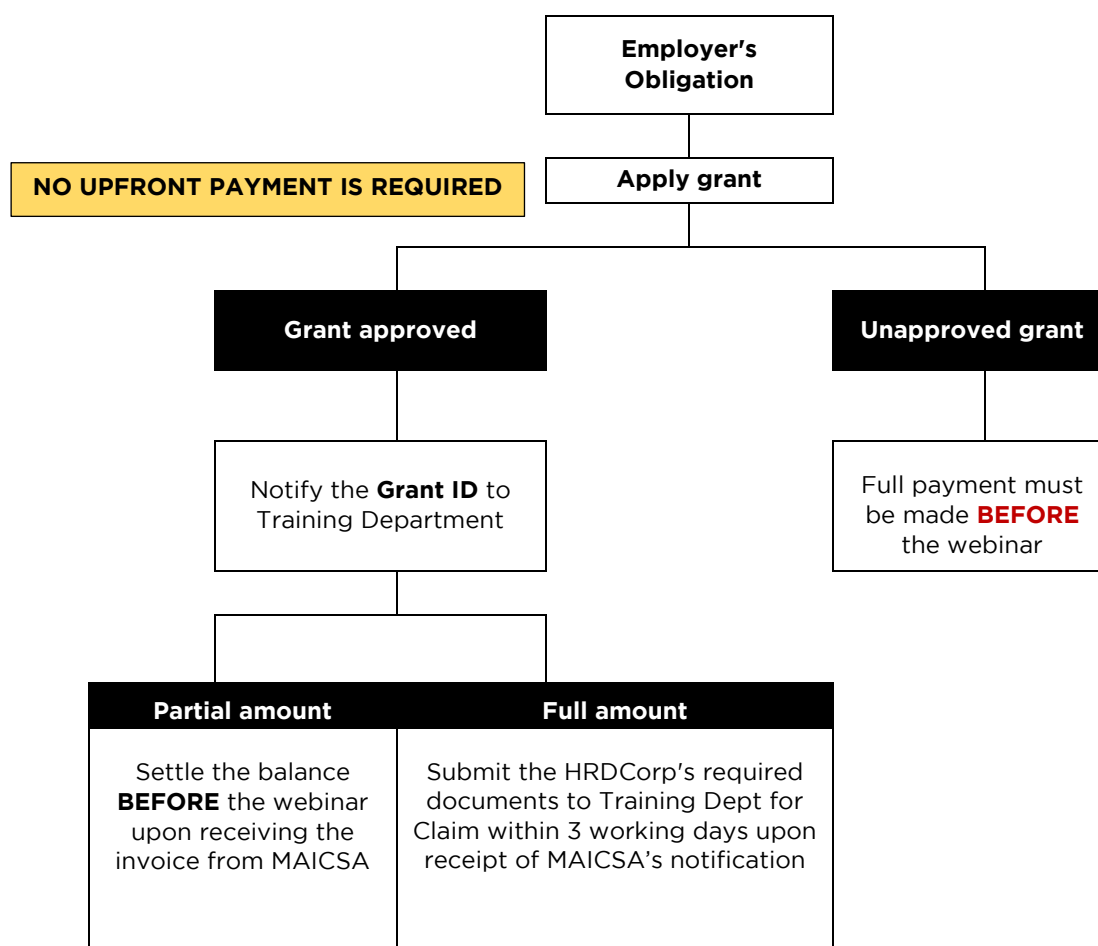 Employer's
Obligation
NO UPFRONT PAYMENT IS REQUIRED
Apply grant
Grant approved
Unapproved grant
Notify the Grant ID to
Training Department
Full payment must
be made BEFORE
the webinar
Partial amount
Full amount
Settle the balance
BEFORE the webinar
upon receiving the
invoice from MAICSA
Submit the HRDCorp's required
documents to Training Dept for
Claim within 3 working days upon
receipt of MAICSA’s notification